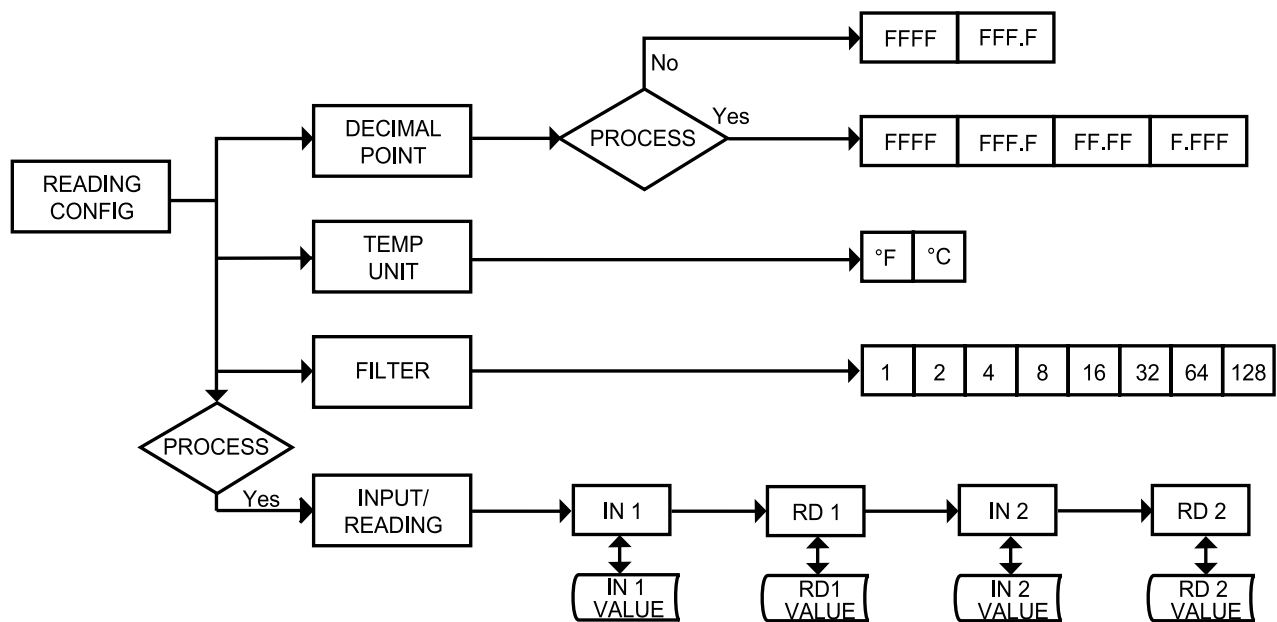 FFFF FFF.F
No
DECIMAL
POINT
PROCESS
Yes
FFFF FFF.F FF.FF F.FFF
READING
CONFIG
TEMP
UNIT
°F °C
FILTER
1 2 4 8 16 32 64 128
PROCESS
Yes
INPUT/
READING
IN 1
RD 1
IN 2
RD 2
IN 1
VALUE
RD1
VALUE
IN 2
VALUE
RD 2
VALUE